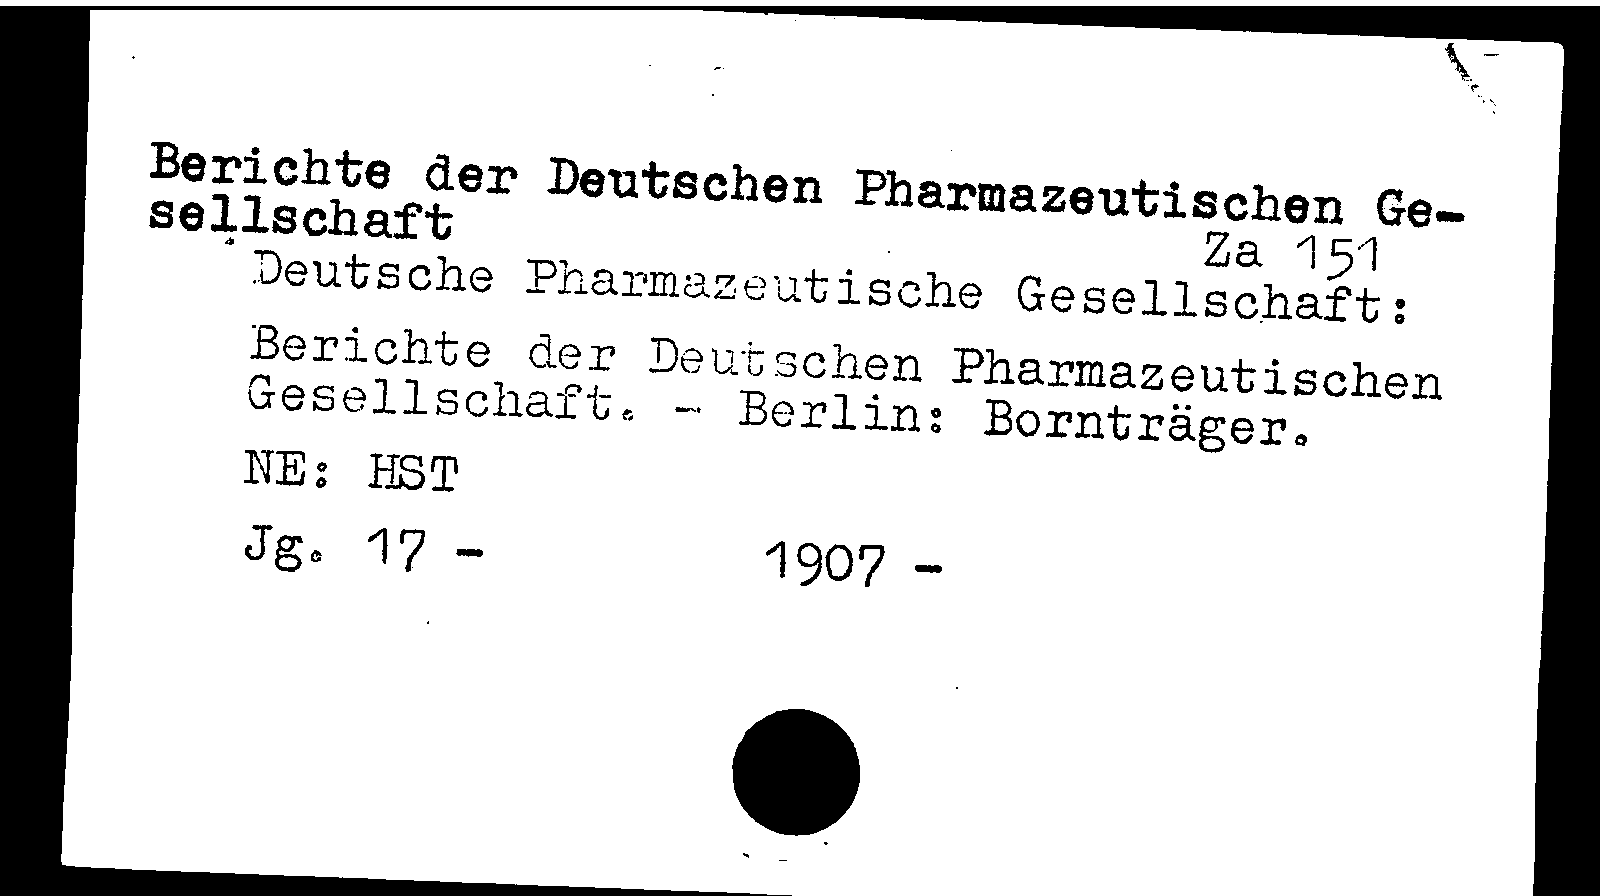 Berichte der Deutschen Pharmazeutischen Ge-
sellschaft
Za 151
Deutsche Pharmazeutische Gesellschaft:
Berichte der Deutschen Pharmazeutischen
Gesellschaft. - Berlin: Bornträger.
NE: HST
Jg. 17 - 1907 -